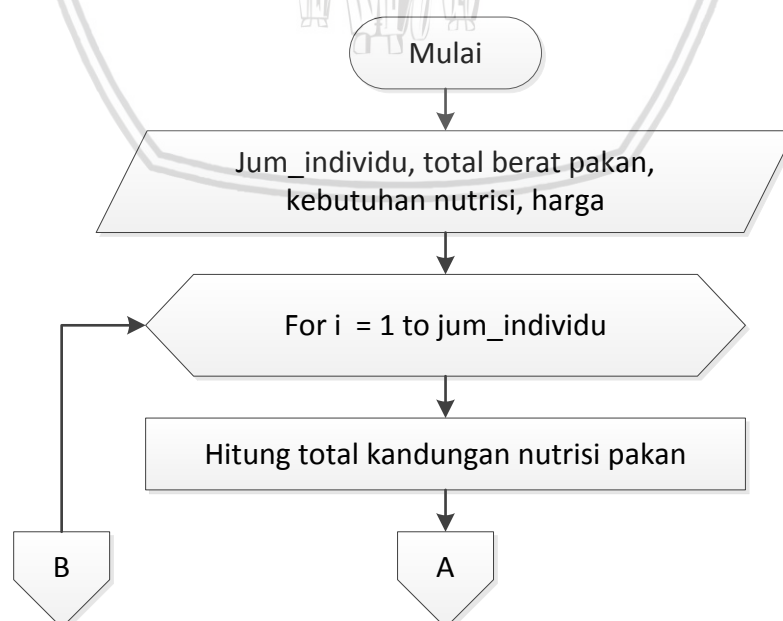 Mulai
Jum_individu, total berat pakan,
kebutuhan nutrisi, harga
For i  = 1 to jum_individu
Hitung total kandungan nutrisi pakan
B
A